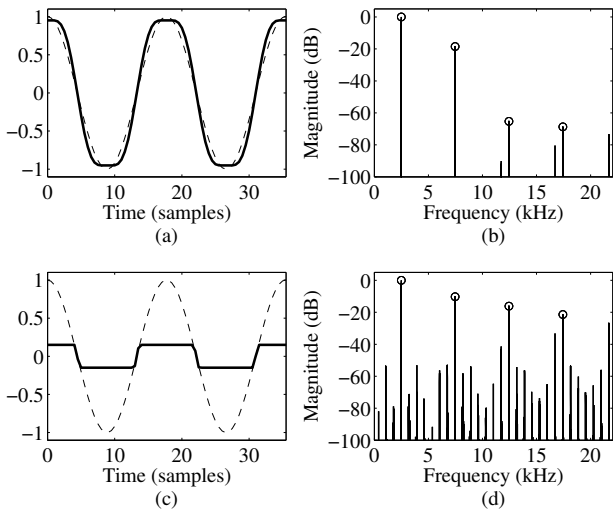 1
0.5
0
−0.5
−1
0 10 20 30
Time (samples)
(a)
0
−20
−40
−60
−80
−100
Magnitude (dB)
0 5 10 15 20
Frequency (kHz)
(b)
1
0.5
0
−0.5
−1
0 10 20 30
Time (samples)
(c)
0
−20
−40
−60
−80
−100
Magnitude (dB)
0 5 10 15 20
Frequency (kHz)
(d)